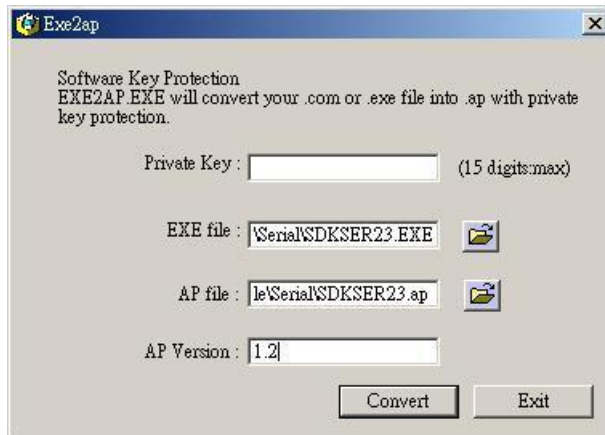 Exe2ap
Software Key Protection
EXE2AP.EXE will convert your .com or .exe file into .ap with private
key protection.
Private Key : (15 digits:max)
EXE file : \Serial\SDKSER23.EXE
AP file : le\Serial\SDKSER23.ap
AP Version : 1.2
Convert Exit